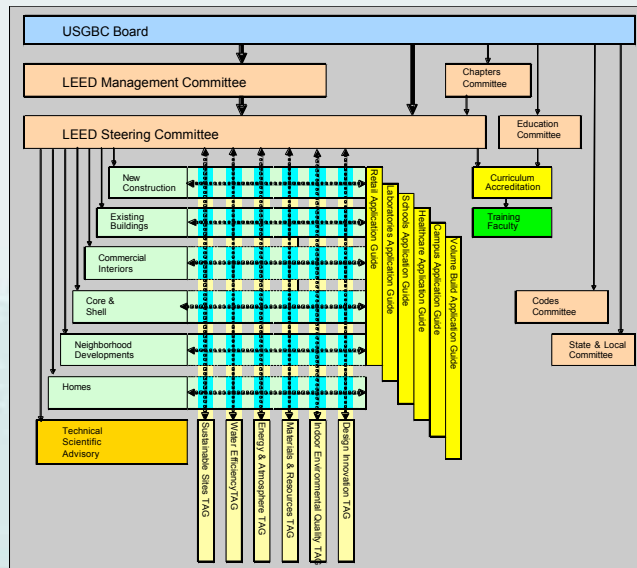 USGBC Board
LEED Management Committee
Chapters
Committee
LEED Steering Committee
Education
Committee
New
Construction
Curriculum
Accreditation
Existing
Buildings
Training
Faculty
Commercial
Interiors
Core &
Shell
Codes
Committee
Neighborhood
Developments
State & Local
Committee
Homes
Technical
Scientific
Advisory
Retail Application Guide
Laboratories Application Guide
Schools Application Guide
Healthcare Application Guide
Campus Application Guide
Volume Build Application Guide
Sustainable Sites TAG
Water EfficiencyTAG
Energy & Atmosphere TAG
Materials & Resources TAG
Indoor Environmental Quality TAG
Design Innovation TAG